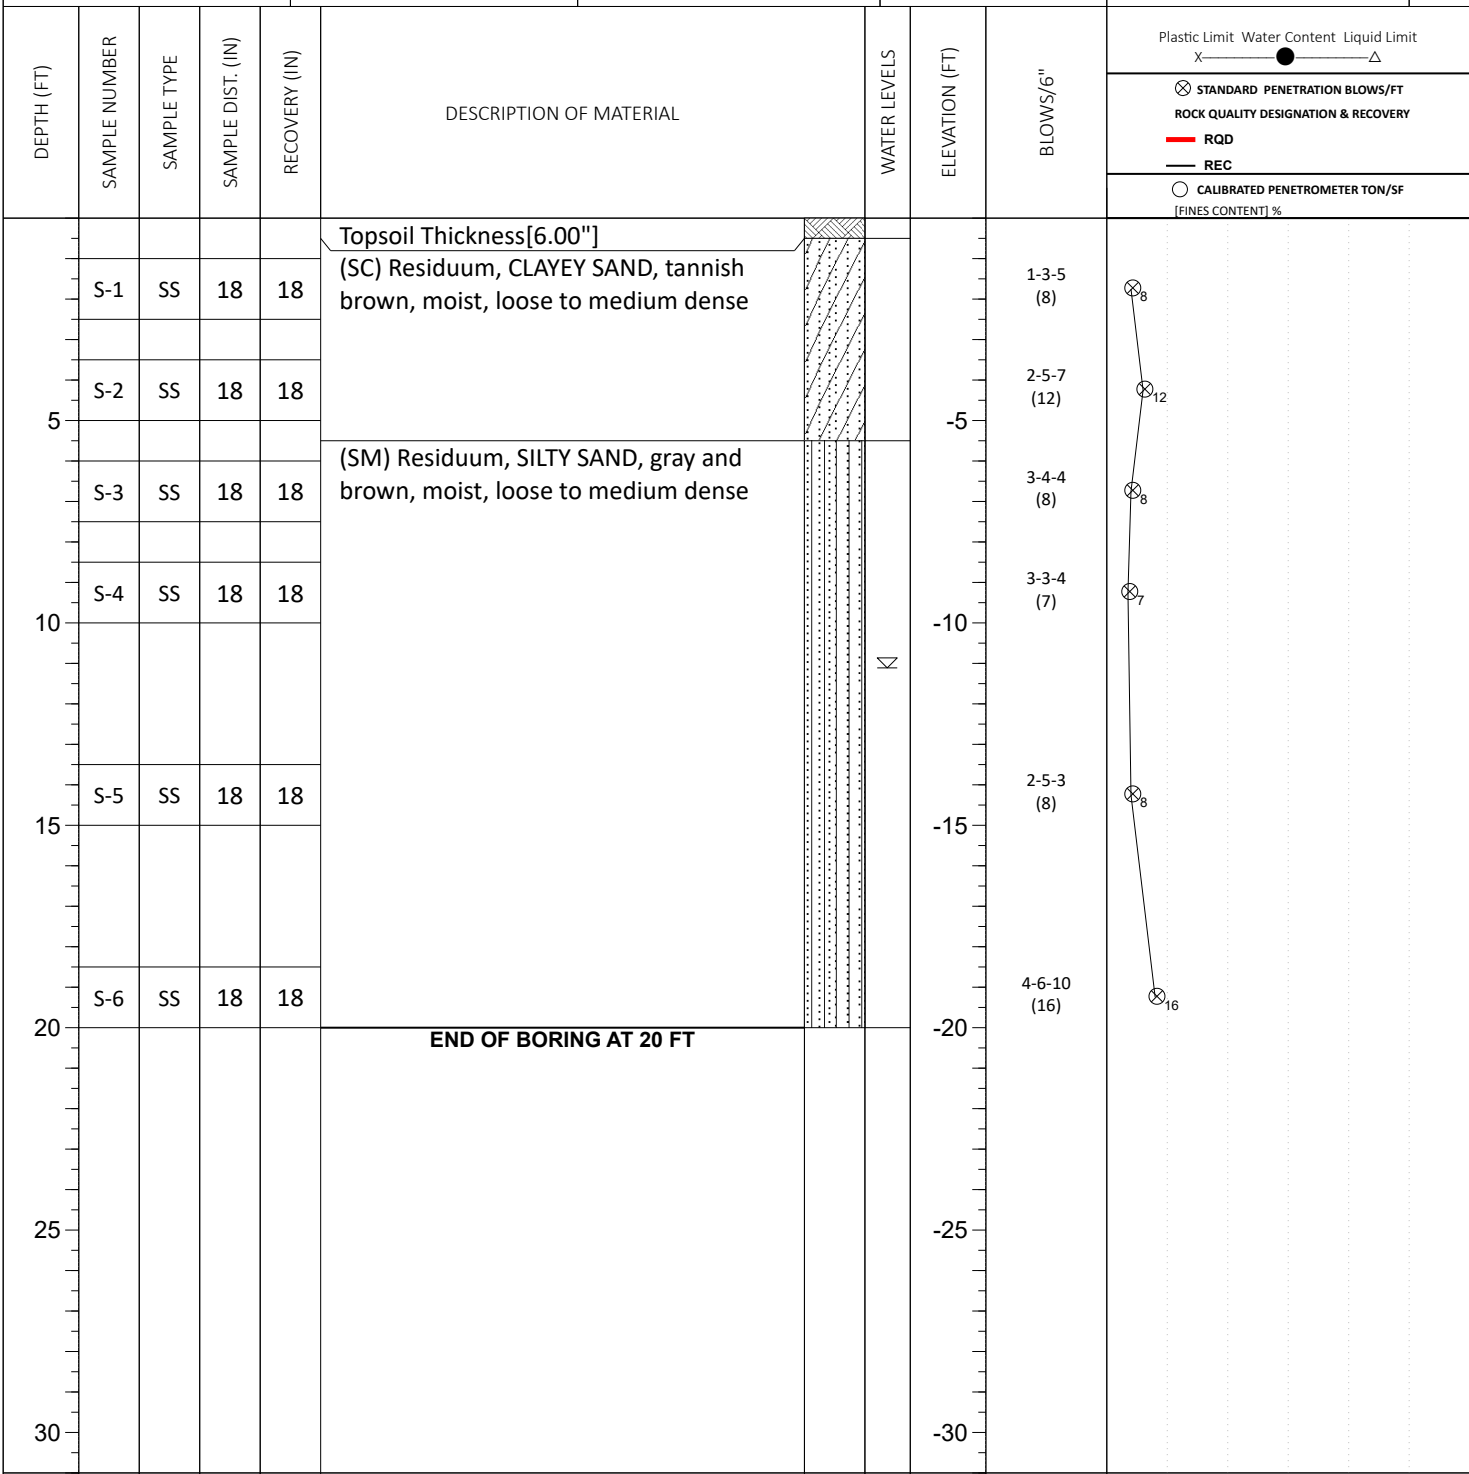 DEPTH (FT)
SAMPLE NUMBER
SAMPLE TYPE
SAMPLE DIST. (IN)
RECOVERY (IN)
DESCRIPTION OF MATERIAL
WATER LEVELS
ELEVATION (FT)
BLOWS/6"
Plastic Limit Water Content Liquid Limit
X
STANDARD PENETRATION BLOWS/FT
ROCK QUALITY DESIGNATION & RECOVERY
RQD
REC
CALIBRATED PENETROMETER TON/SF
[FINES CONTENT] %
Topsoil Thickness[6.00"]
(SC) Residuum, CLAYEY SAND, tannish
brown, moist, loose to medium dense
S-1 SS 18 18
1-3-5
(8)
8
S-2 SS 18 18
2-5-7
(12)
12
5
-5
(SM) Residuum, SILTY SAND, gray and
brown, moist, loose to medium dense
S-3 SS 18 18
3-4-4
(8)
8
S-4 SS 18 18
3-3-4
(7)
7
10
-10
S-5 SS 18 18
2-5-3
(8)
8
15
-15
S-6 SS 18 18
4-6-10
(16)
16
20
-20
END OF BORING AT 20 FT
25
-25
30
-30